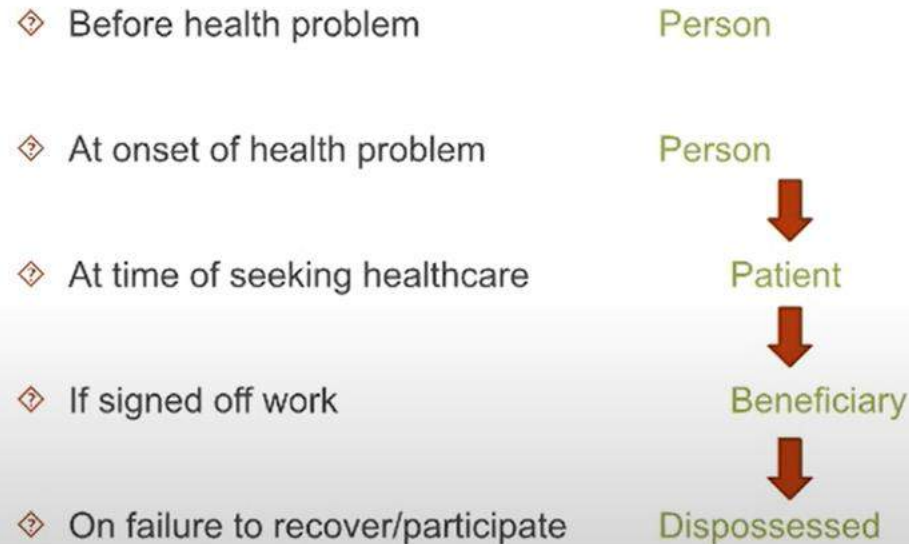 Before health problem Person
At onset of health problem Person
At time of seeking healthcare Patient
If signed off work Beneficiary
On failure to recover/participate Dispossessed